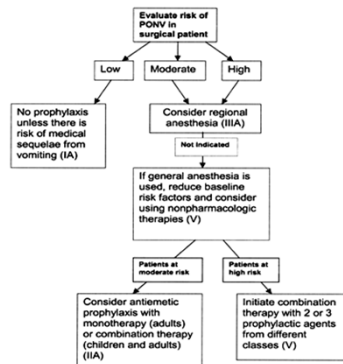 Evaluate risk of
PONV in
surgical patient
Low
Moderate
High
No prophylaxis
unless there is
risk of medical
sequelae from
vomiting (IA)
Consider regional
anesthesia (IIIA)
Not Indicated
If general anesthesia is
used, reduce baseline
risk factors and consider
using nonpharmacologic
therapies (V)
Patients at
moderate risk
Patients at
high risk
Consider antiemetic
prophylaxis with
monotherapy (adults)
or combination therapy
(children and adults)
(IIA)
Initiate combination
therapy with 2 or 3
prophylactic agents
from different
classes (V)